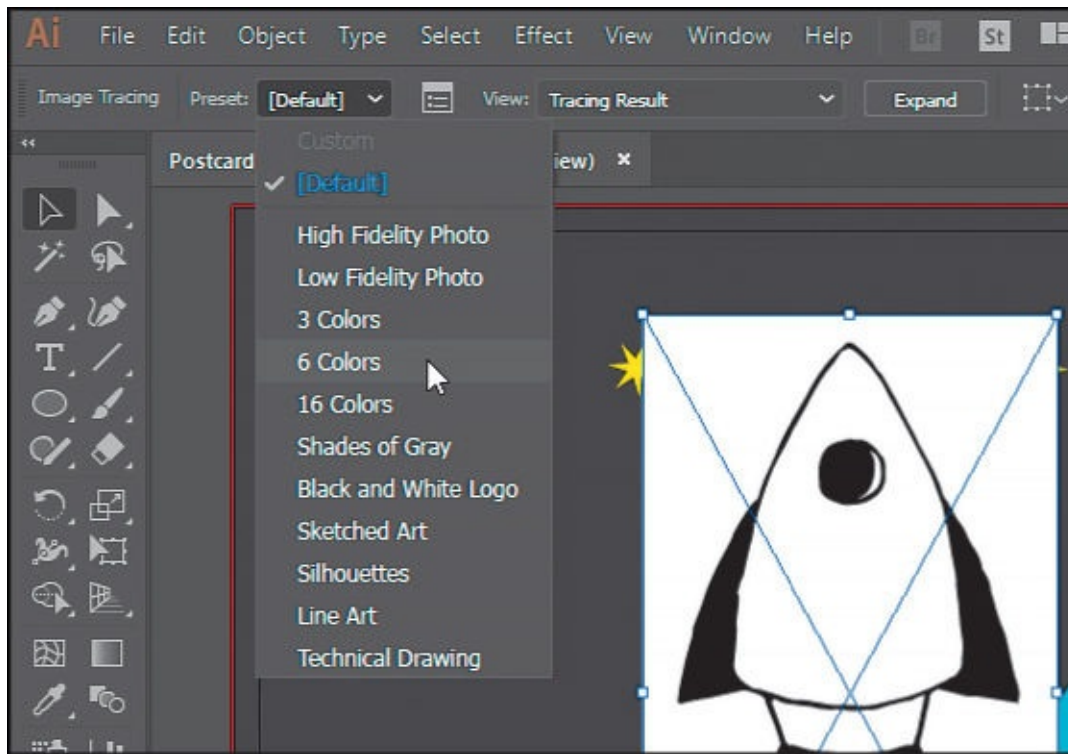 Ai File Edit Object Type Select Effect View Window Help Br St
Image Tracing Preset: [Default] View: Tracing Result Expand
Postcard iew) ×
Custom
[Default]
High Fidelity Photo
Low Fidelity Photo
3 Colors
6 Colors
16 Colors
Shades of Gray
Black and White Logo
Sketched Art
Silhouettes
Line Art
Technical Drawing